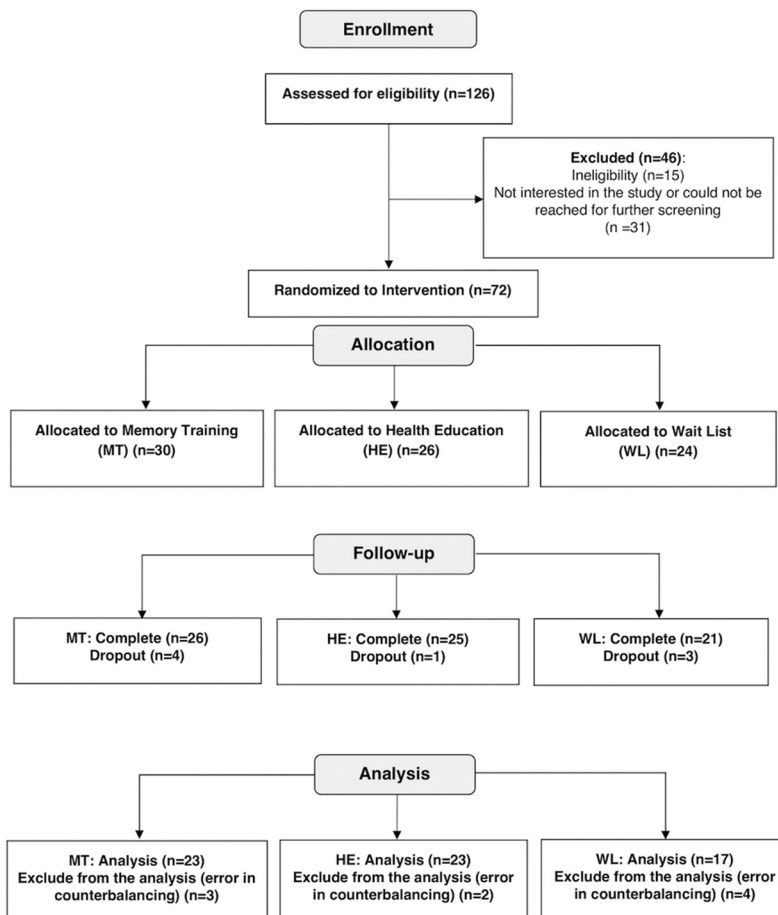 Enrollment
Assessed for eligibility (n=126)
Excluded (n=46):
Ineligibility (n=15)
Not interested in the study or could not be
reached for further screening
(n =31)
Randomized to Intervention (n=72)
Allocation
Allocated to Memory Training
(MT) (n=30)
Allocated to Health Education
(HE) (n=26)
Allocated to Wait List
(WL) (n=24)
Follow-up
MT: Complete (n=26)
Dropout (n=4)
HE: Complete (n=25)
Dropout (n=1)
WL: Complete (n=21)
Dropout (n=3)
Analysis
MT: Analysis (n=23)
Exclude from the analysis (error in
counterbalancing) (n=3)
HE: Analysis (n=23)
Exclude from the analysis (error
in counterbalancing) (n=2)
WL: Analysis (n=17)
Exclude from the analysis (error
in counterbalancing) (n=4)